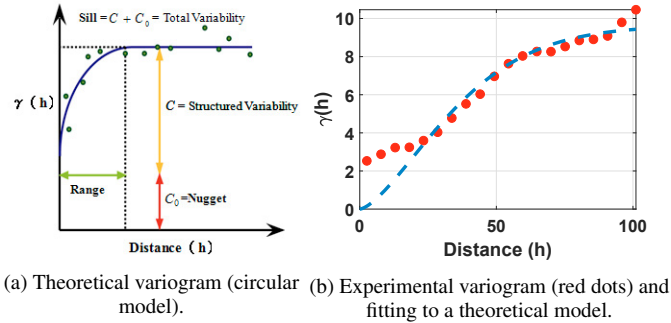 Sill = C + C₀ = Total Variability
γ (h)
C = Structured Variability
Range
C₀ =Nugget
Distance (h)
(a) Theoretical variogram (circular
model).
10
8
6
4
2
0
γ(h)
0 50 100
Distance (h)
(b) Experimental variogram (red dots) and
fitting to a theoretical model.